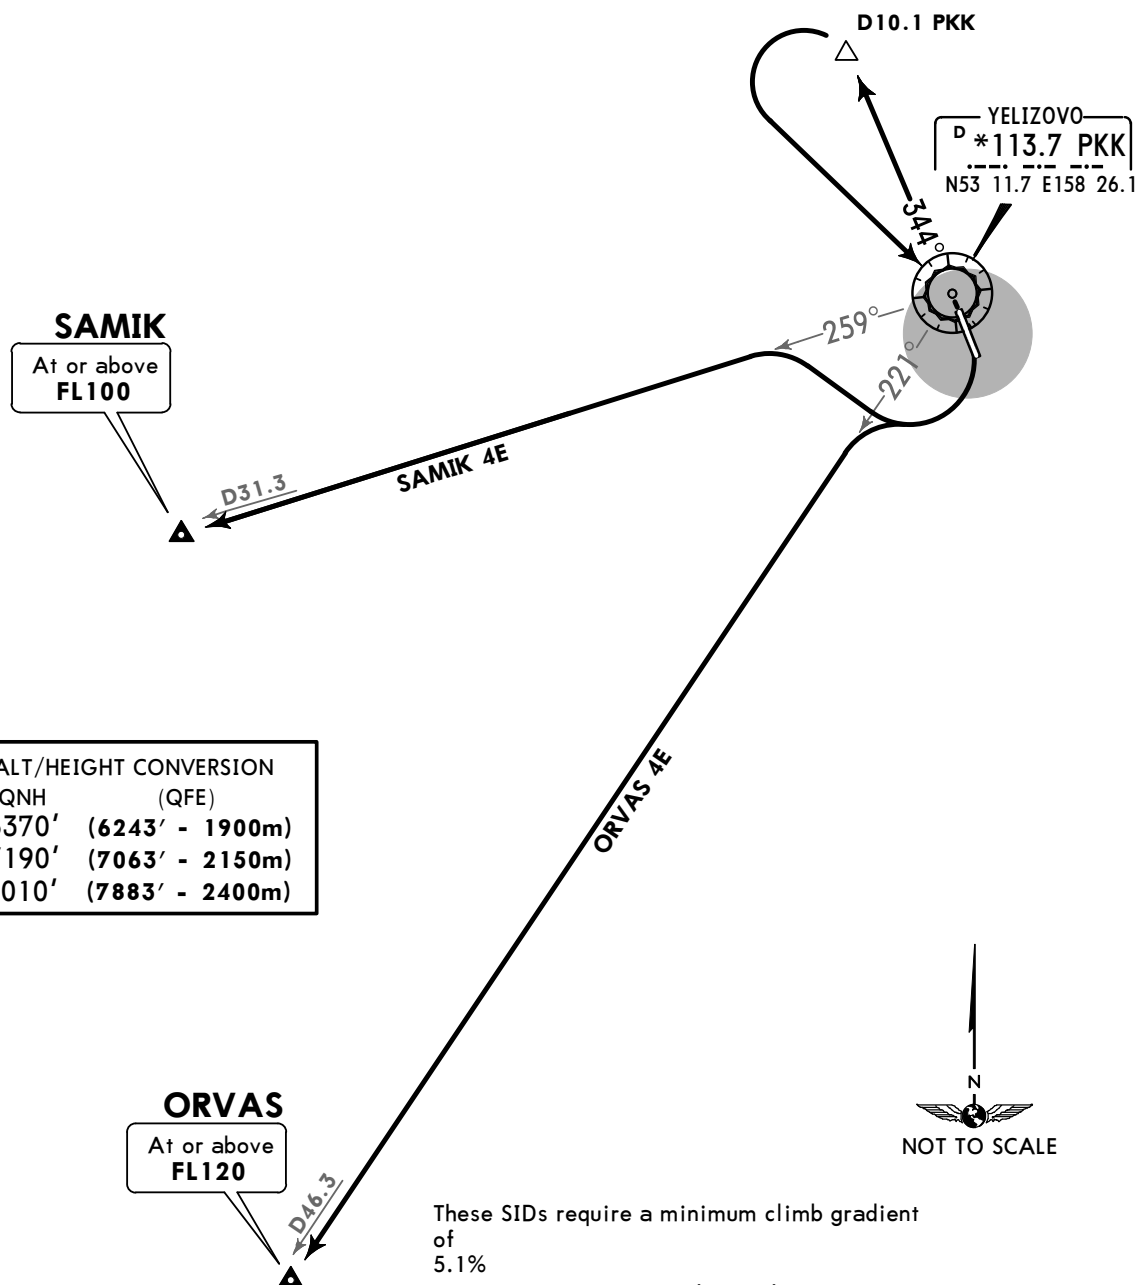 D10.1 PKK
YELIZOVO
D *113.7 PKK
N53 11.7 E158 26.1
344°
259°
221°
SAMIK
At or above
FL100
D31.3
SAMIK 4E
ORVAS 4E
ALT/HEIGHT CONVERSION
QNH (QFE)
370' (6243' - 1900m)
190' (7063' - 2150m)
010' (7883' - 2400m)
ORVAS
At or above
FL120
D46.3
N
NOT TO SCALE
These SIDs require a minimum climb gradient
of
5.1%